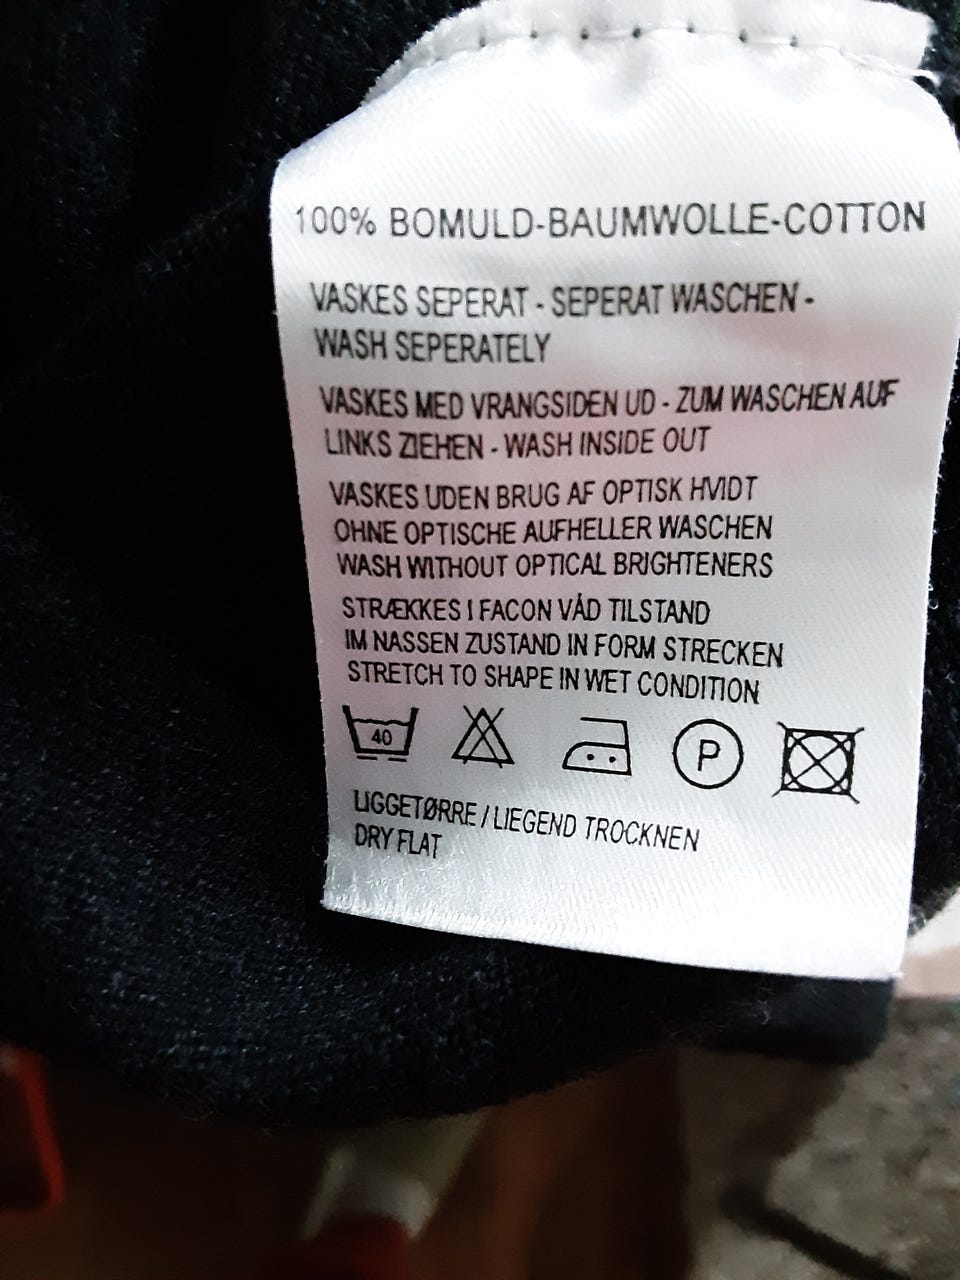 100% BOMULD-BAUMWOLLE-COTTON
VASKES SEPERAT - SEPERAT WASCHEN -
WASH SEPERATELY
VASKES MED VRANGSIDEN UD - ZUM WASCHEN AUF
LINKS ZIEHEN - WASH INSIDE OUT
VASKES UDEN BRUG AF OPTISK HVIDT
OHNE OPTISCHE AUFHELLER WASCHEN
WASH WITHOUT OPTICAL BRIGHTENERS
STRÆKKES I FACON VÅD TILSTAND
IM NASSEN ZUSTAND IN FORM STRECKEN
STRETCH TO SHAPE IN WET CONDITION
40 P
LIGGETØRRE / LIEGEND TROCKNEN
DRY FLAT